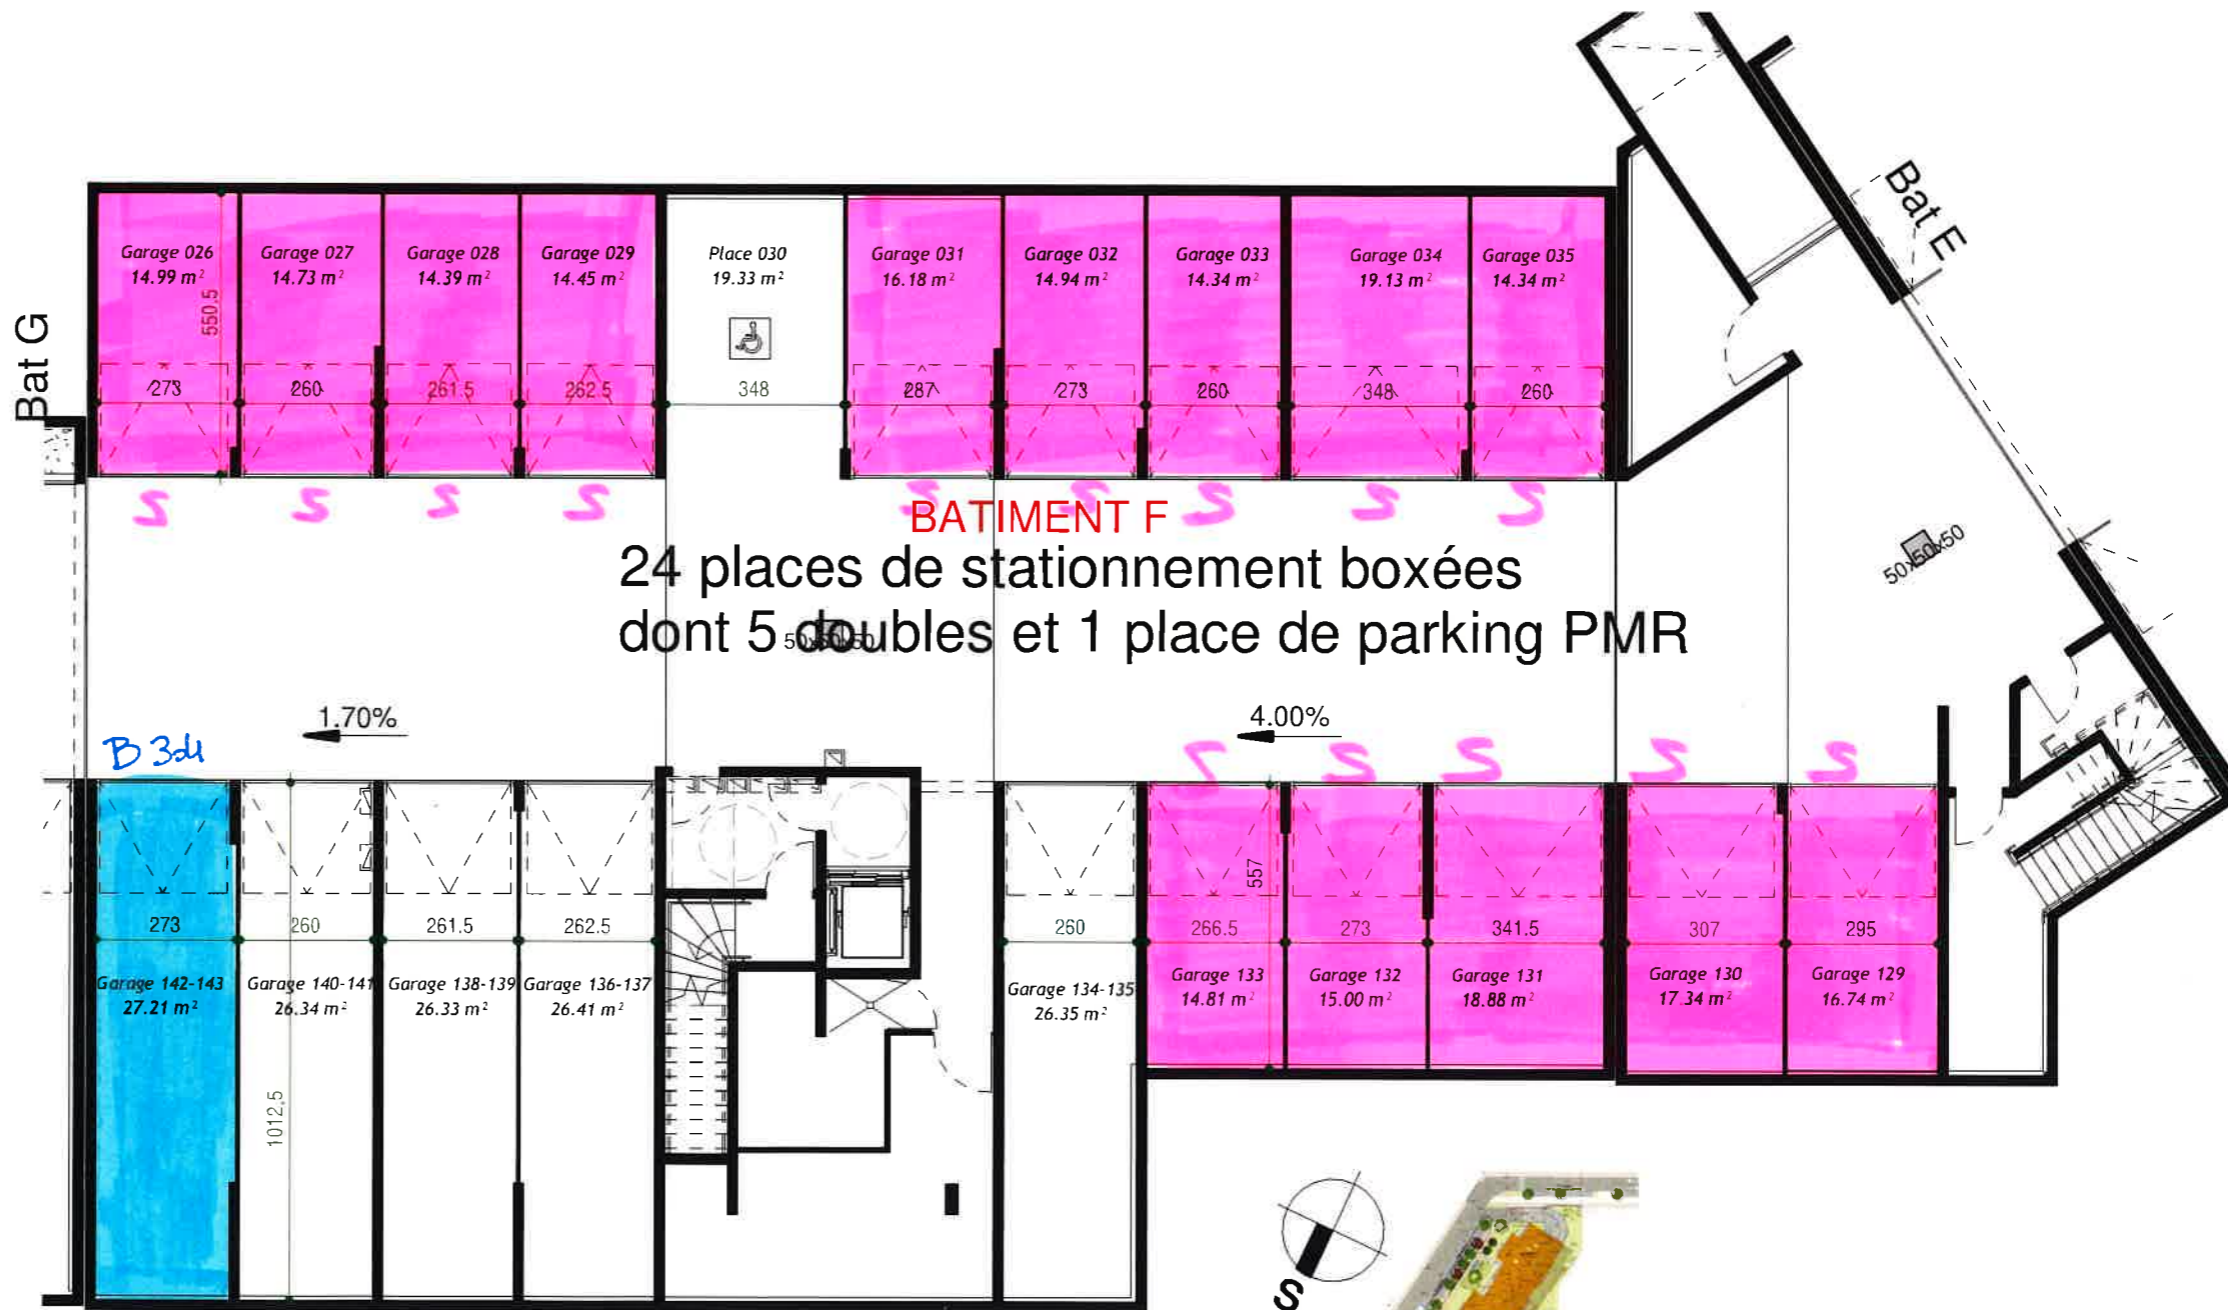 Bat E
Garage 026
14.99 m²
Garage 027
14.73 m²
Garage 028
14.39 m²
Garage 029
14.45 m²
Place 030
19.33 m²
Garage 031
16.18 m²
Garage 032
14.94 m²
Garage 033
14.34 m²
Garage 034
19.13 m²
Garage 035
14.34 m²
550.5
Bat G
273
260
261.5
262.5
348
287
273
260
348
260
S
S
S
S
S
S
S
S
S
BATIMENT F
24 places de stationnement boxées
dont 5 doubles et 1 place de parking PMR
50x50x50
50x50x50
1.70%
4.00%
S
S
S
S
S
557
273
260
261.5
262.5
260
266.5
273
341.5
307
295
Garage 142-143
27.21 m²
Garage 140-141
26.34 m²
Garage 138-139
26.33 m²
Garage 136-137
26.41 m²
Garage 134-135
26.35 m²
Garage 133
14.81 m²
Garage 132
15.00 m²
Garage 131
18.88 m²
Garage 130
17.34 m²
Garage 129
16.74 m²
1012.5
S